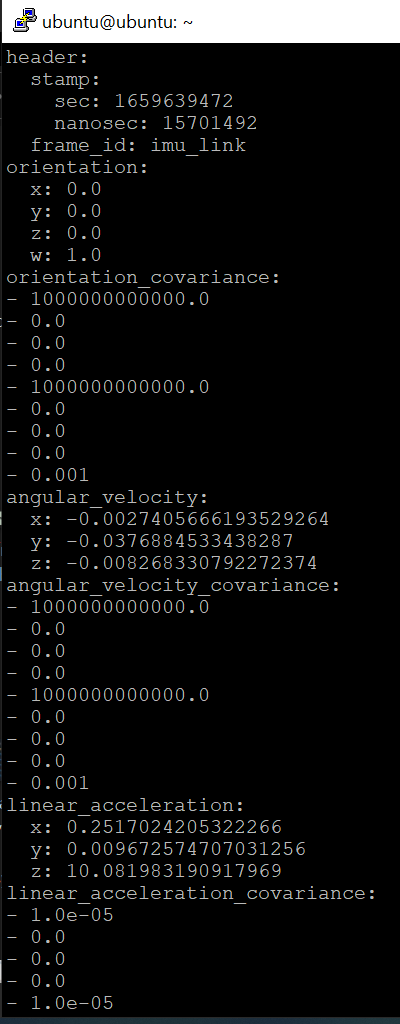 ubuntu@ubuntu: ~
header:
  stamp:
    sec: 1659639472
    nanosec: 15701492
  frame_id: imu_link
orientation:
  x: 0.0
  y: 0.0
  z: 0.0
  w: 1.0
orientation_covariance:
- 1000000000000.0
- 0.0
- 0.0
- 0.0
- 1000000000000.0
- 0.0
- 0.0
- 0.0
- 0.001
angular_velocity:
  x: -0.0027405666193529264
  y: -0.0376884533438287
  z: -0.008268330792272374
angular_velocity_covariance:
- 1000000000000.0
- 0.0
- 0.0
- 0.0
- 1000000000000.0
- 0.0
- 0.0
- 0.0
- 0.001
linear_acceleration:
  x: 0.2517024205322266
  y: 0.009672574707031256
  z: 10.081983190917969
linear_acceleration_covariance:
- 1.0e-05
- 0.0
- 0.0
- 0.0
- 1.0e-05